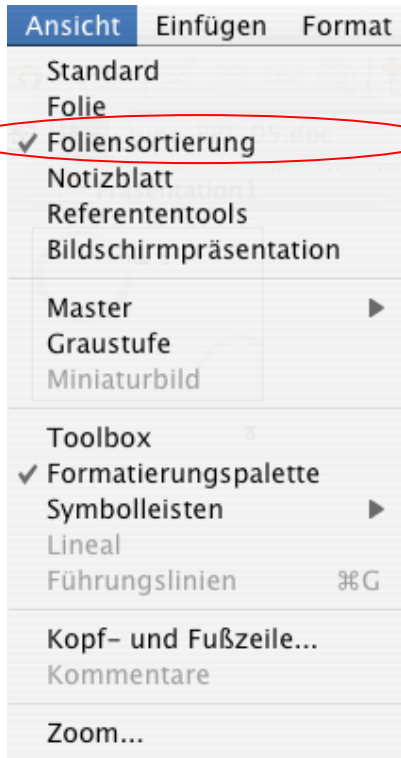 Ansicht Einfügen Format
Standard
Folie
Foliensortierung
Notizblatt
Referententools
Bildschirmpräsentation
Master
Graustufe
Miniaturbild
Toolbox
Formatierungspalette
Symbolleisten
Lineal
Führungslinien ⌘G
Kopf- und Fußzeile...
Kommentare
Zoom...